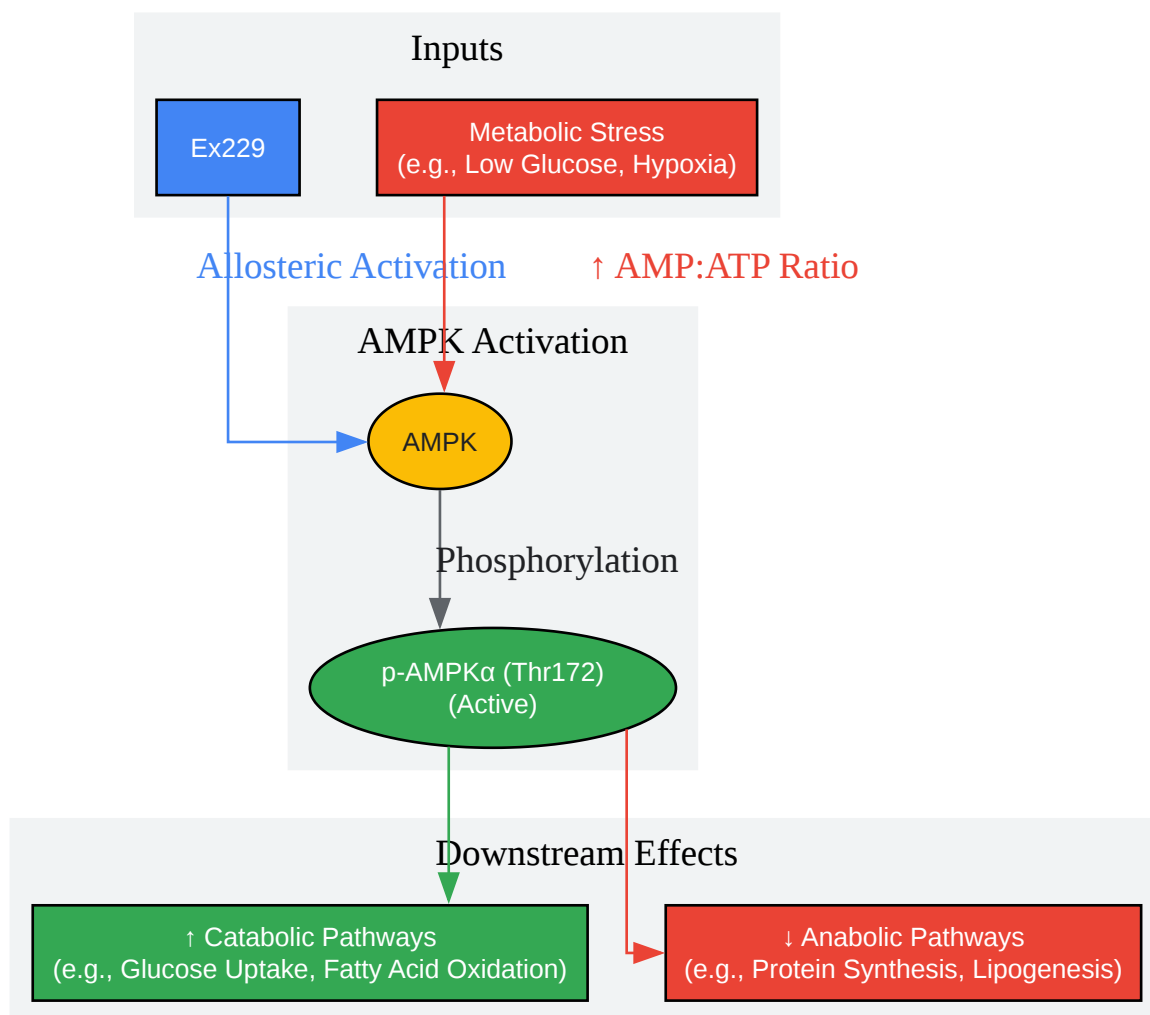 Inputs
Ex229
Metabolic Stress
(e.g., Low Glucose, Hypoxia)
Allosteric Activation
↑ AMP:ATP Ratio
AMPK Activation
AMPK
Phosphorylation
p-AMPKα (Thr172)
(Active)
Downstream Effects
↑ Catabolic Pathways
(e.g., Glucose Uptake, Fatty Acid Oxidation)
↓ Anabolic Pathways
(e.g., Protein Synthesis, Lipogenesis)